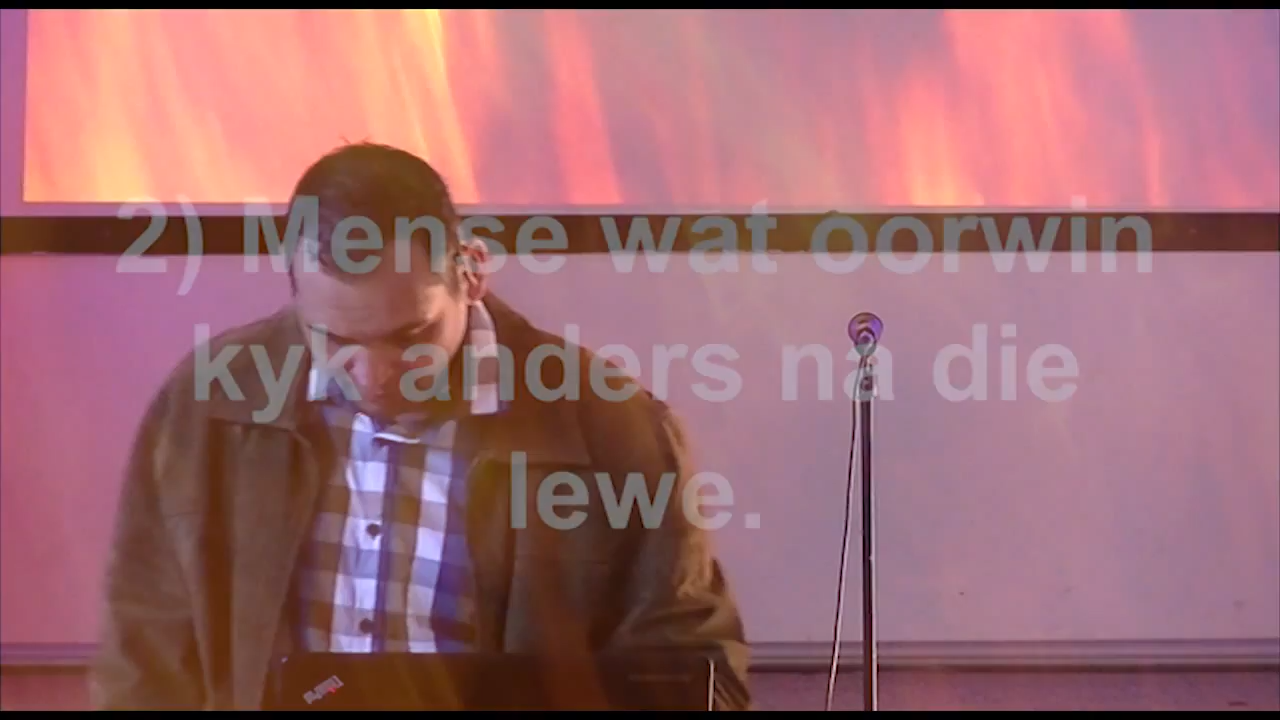 2) Mense wat oorwin
kyk anders na die
lewe.